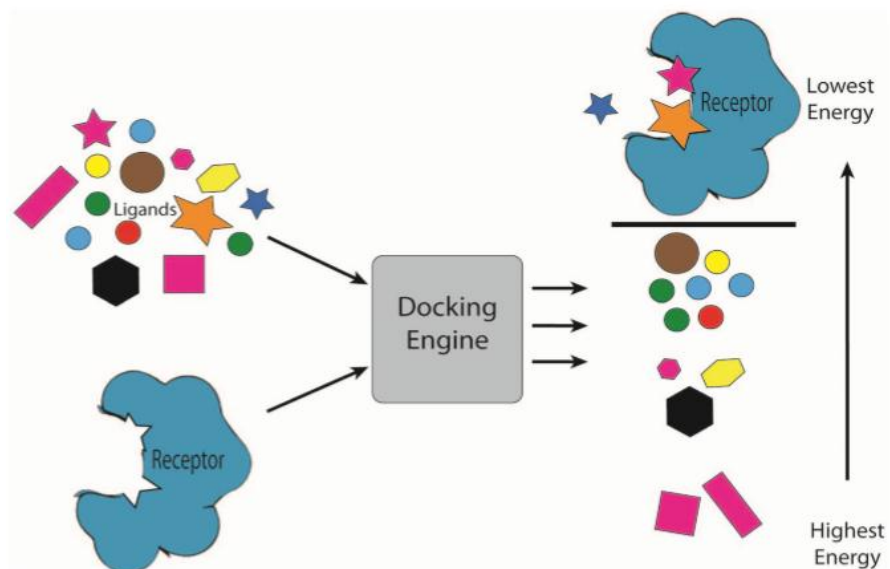 Ligands
Receptor
Docking
Engine
Receptor
Lowest
Energy
Highest
Energy